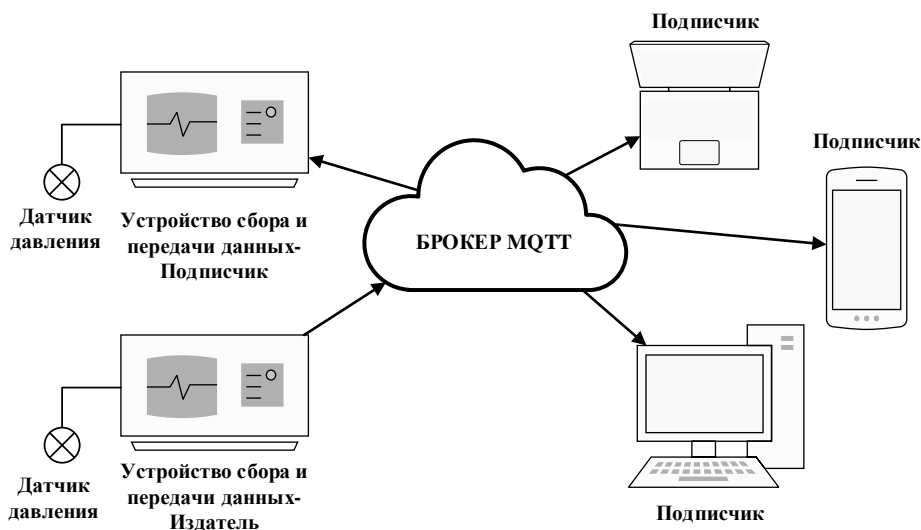 Подписчик
Подписчик
Датчик
давления
Устройство сбора и
передачи данных-
Подписчик
БРОКЕР MQTT
Датчик
давления
Устройство сбора и
передачи данных-
Издатель
Подписчик